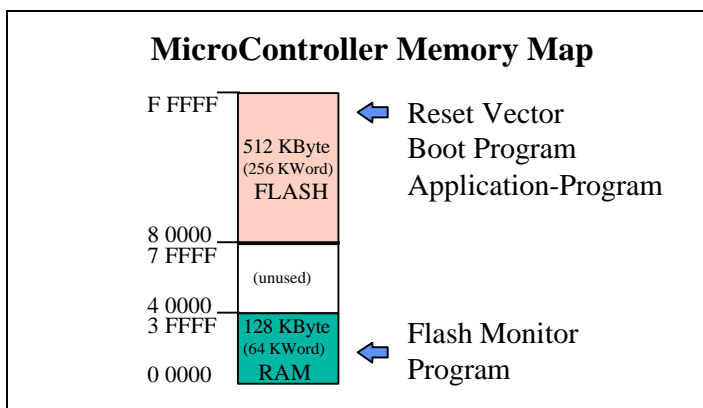 MicroController Memory Map
F FFFF
512 KByte
(256 KWord)
FLASH
Reset Vector
Boot Program
Application-Program
8 0000
7 FFFF
(unused)
4 0000
3 FFFF
128 KByte
(64 KWord)
RAM
0 0000
Flash Monitor
Program